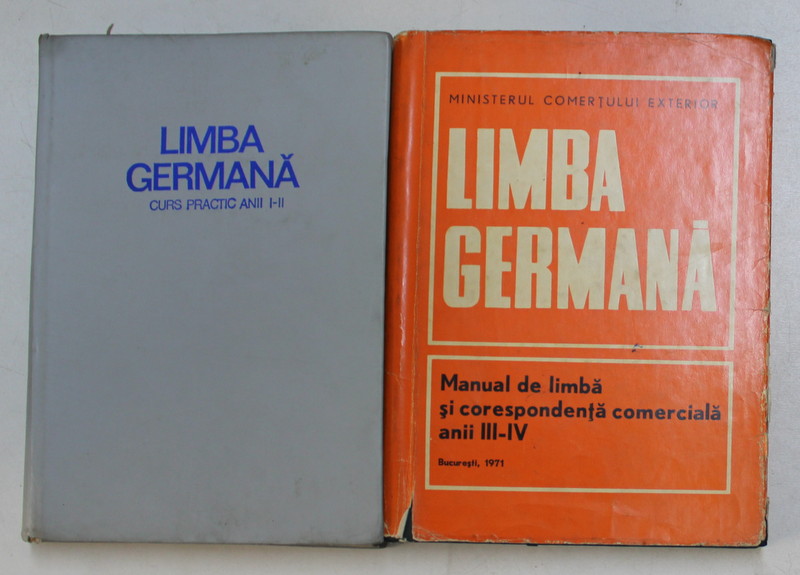 LIMBA
GERMANĂ
CURS PRACTIC ANII I-II
MINISTERUL COMERȚULUI EXTERIOR
LIMBA
GERMANĂ
Manual de limbă
și corespondență comercială
anii III-IV
București, 1971